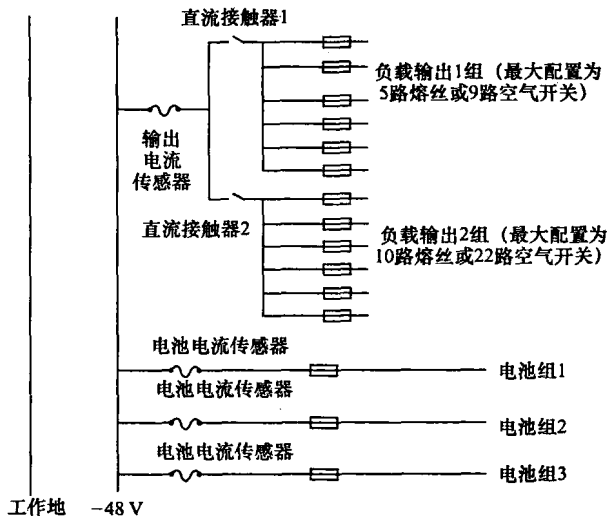 直流接触器1
负载输出1组（最大配置为
5路熔丝或9路空气开关）
输出
电流
传感器
直流接触器2
负载输出2组（最大配置为
10路熔丝或22路空气开关）
电池电流传感器
电池组1
电池电流传感器
电池组2
电池电流传感器
电池组3
工作地
−48 V